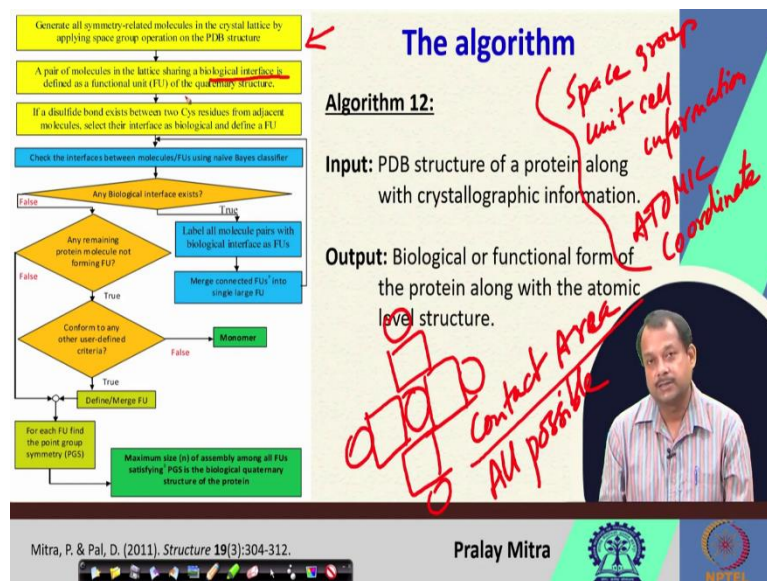 Generate all symmetry-related molecules in the crystal lattice by
applying space group operation on the PDB structure
A pair of molecules in the lattice sharing a biological interface is
defined as a functional unit (FU) of the quaternary structure.
If a disulfide bond exists between two Cys residues from adjacent
molecules, select their interface as biological and define a FU
Check the interfaces between molecules/FUs using naïve Bayes classifier
Any Biological interface exists?
False
True
Label all molecule pairs with
biological interface as FUs
Merge connected FUs* into
single large FU
Any remaining
protein molecule not
forming FU?
False
True
Conform to any
other user-defined
criteria?
False
Monomer
True
Define/Merge FU
For each FU find
the point group
symmetry (PGS)
Maximum size (n) of assembly among all FUs
satisfying† PGS is the biological quaternary
structure of the protein
The algorithm
Algorithm 12:
Input: PDB structure of a protein along
with crystallographic information.
Output: Biological or functional form of
the protein along with the atomic
level structure.
Space group
unit cell
information
ATOMIC
coordinate
Contact Area
All possible
Mitra, P. & Pal, D. (2011). Structure 19(3):304-312.
Pralay Mitra
NPTEL